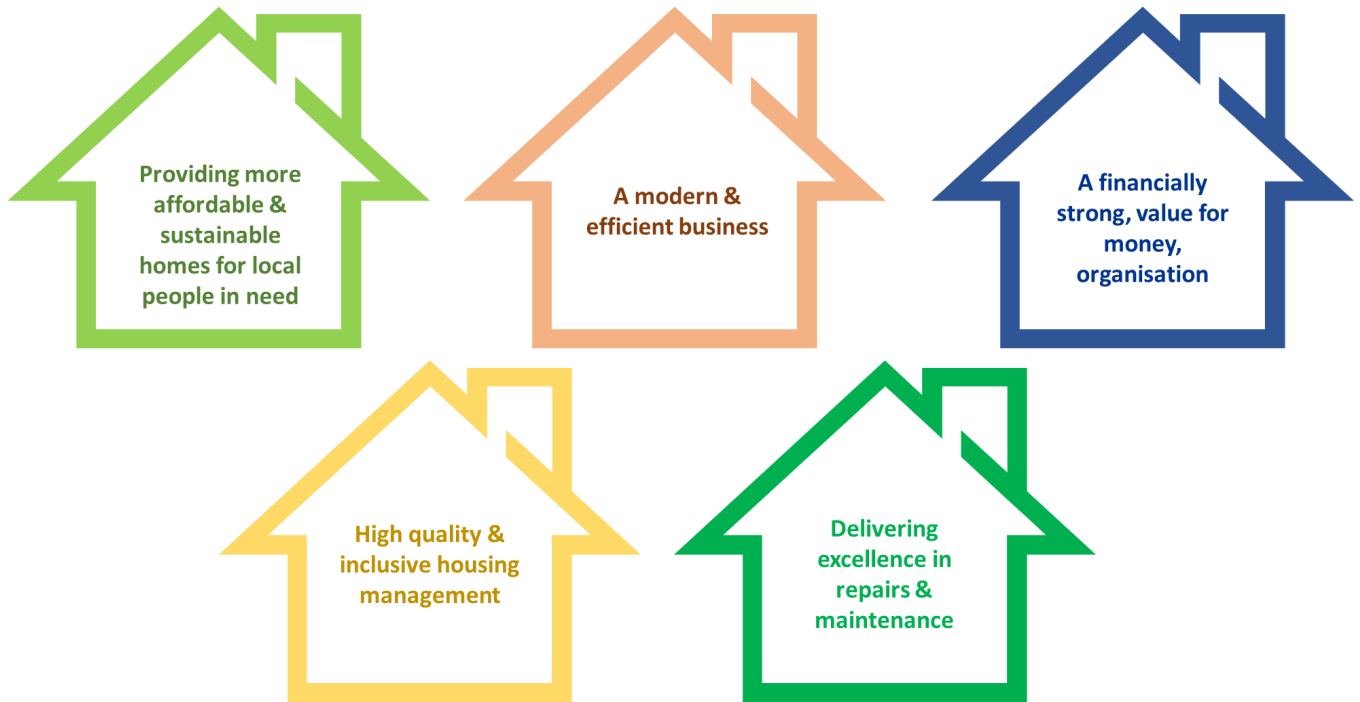 Providing more
affordable &
sustainable
homes for local
people in need
A modern &
efficient business
A financially
strong, value for
money,
organisation
High quality &
inclusive housing
management
Delivering
excellence in
repairs &
maintenance